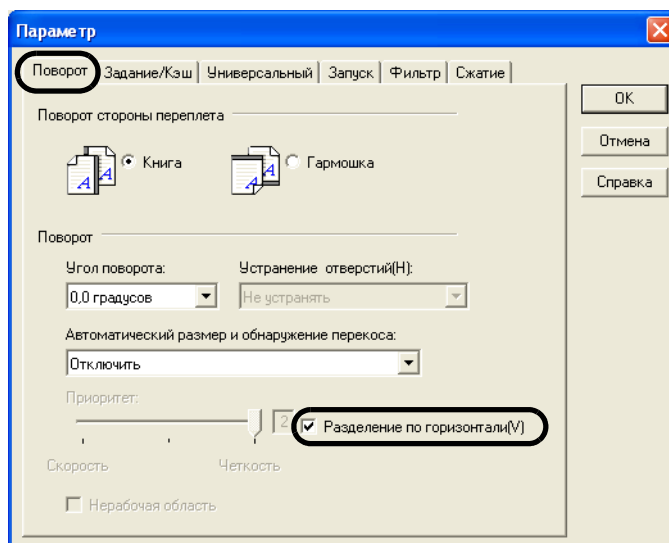 Параметр
Поворот Задание/Кэш Универсальный Запуск Фильтр Сжатие
OK
Отмена
Справка
Поворот стороны переплета
Книга Гармошка
Поворот
Угол поворота: Устранение отверстий(H):
0,0 градусов Не устранять
Автоматический размер и обнаружение перекоса:
Отключить
Приоритет:
2 Разделение по горизонтали(V)
Скорость Четкость
Нерабочая область